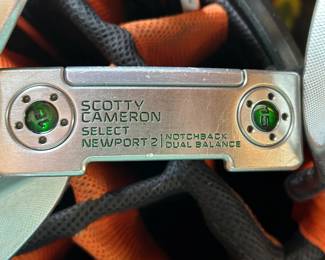 SCOTTY
CAMERON
SELECT
NEWPORT 2 | NOTCHBACK
DUAL BALANCE